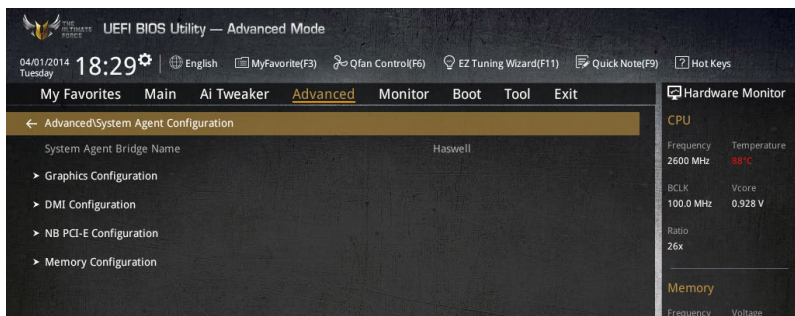 THE
ULTIMATE
FORCE
UEFI BIOS Utility — Advanced Mode
04/01/2014
Tuesday
18:29
English
MyFavorite(F3)
Qfan Control(F6)
EZ Tuning Wizard(F11)
Quick Note(F9)
? Hot Keys
My Favorites Main Ai Tweaker Advanced Monitor Boot Tool Exit
← Advanced\System Agent Configuration
System Agent Bridge Name Haswell
> Graphics Configuration
> DMI Configuration
> NB PCI-E Configuration
> Memory Configuration
Hardware Monitor
CPU
Frequency Temperature
2600 MHz 88°C
BCLK Vcore
100.0 MHz 0.928 V
Ratio
26x
Memory
Frequency Voltage